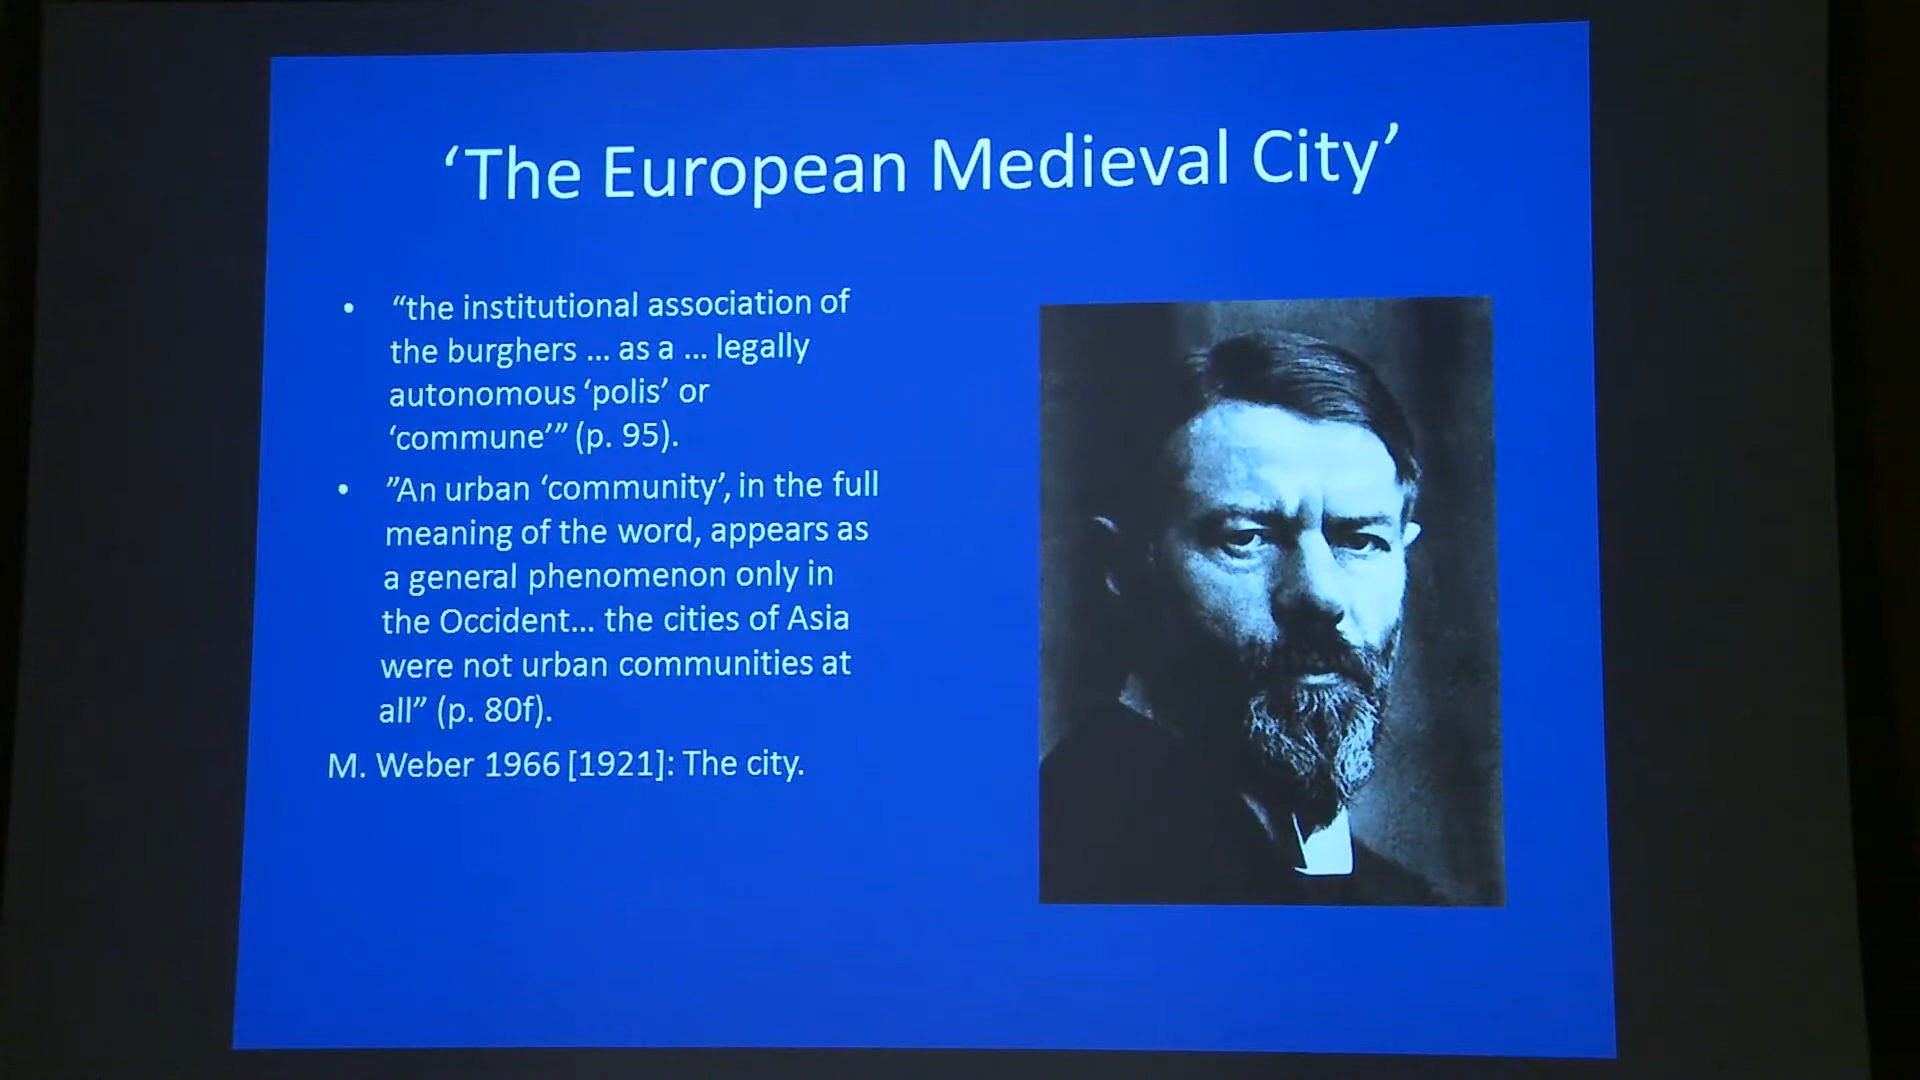 ‘The European Medieval City’
• “the institutional association of
the burghers ... as a ... legally
autonomous ‘polis’ or
‘commune’” (p. 95).
• ”An urban ‘community’, in the full
meaning of the word, appears as
a general phenomenon only in
the Occident... the cities of Asia
were not urban communities at
all” (p. 80f).
M. Weber 1966 [1921]: The city.